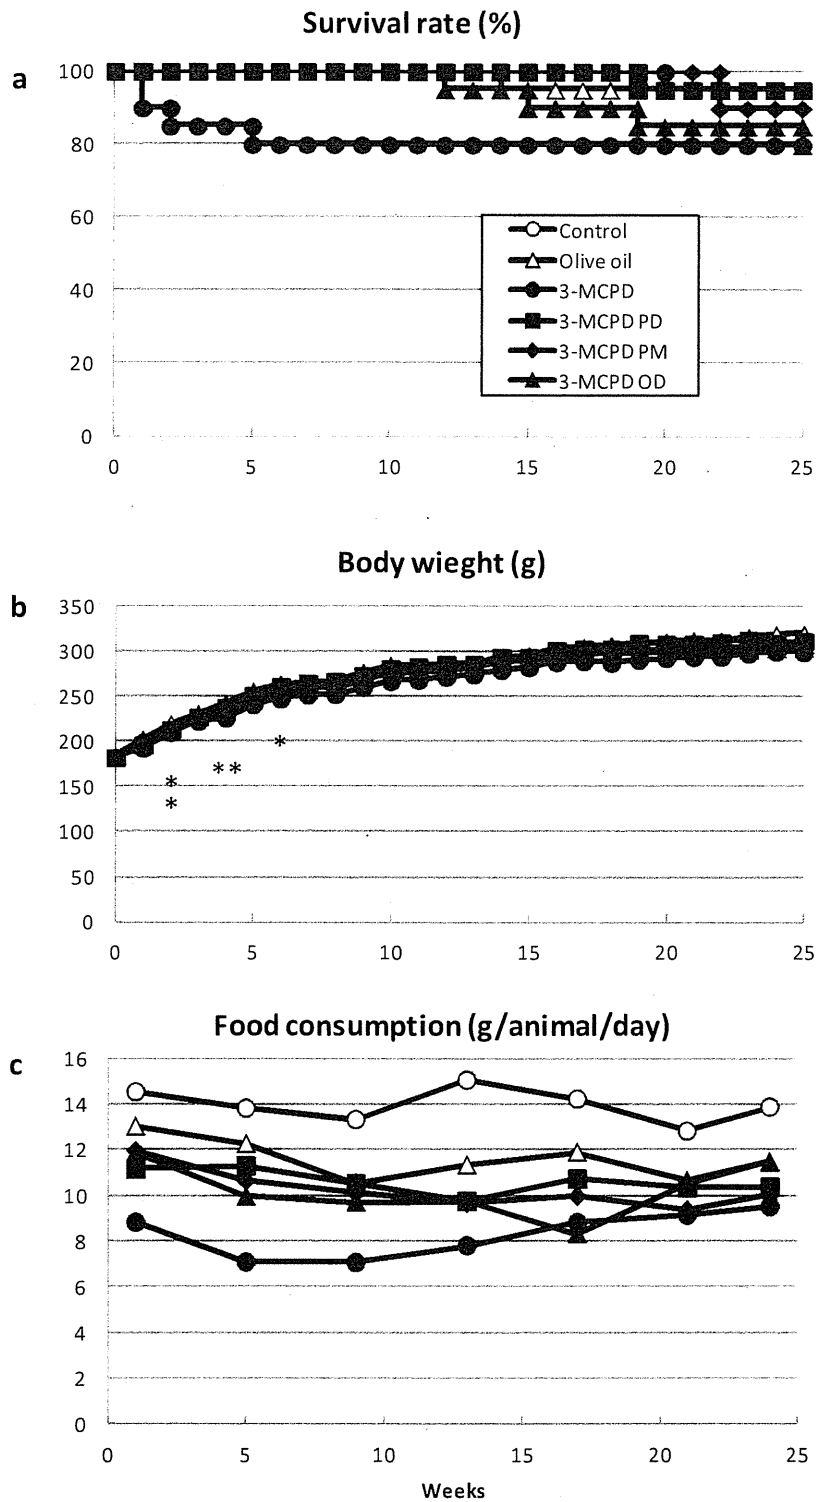 Survival rate (%)
a
100
80
60
40
20
0
0 5 10 15 20 25
Control
Olive oil
3-MCPD
3-MCPD PD
3-MCPD PM
3-MCPD OD
Body wieght (g)
b
350
300
250
200
150
100
50
0
*
**
*
*
0 5 10 15 20 25
Food consumption (g/animal/day)
c
16
14
12
10
8
6
4
2
0
0 5 10 15 20 25
Weeks